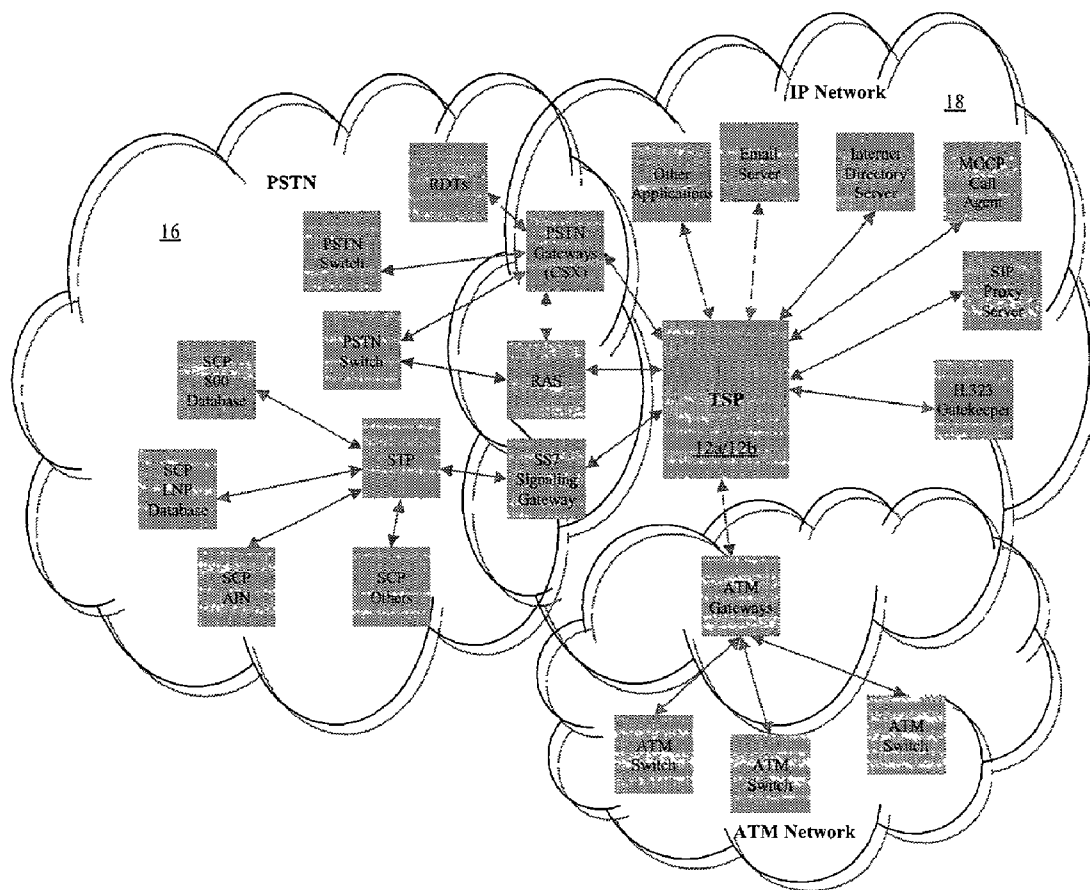 IP Network
18
PSTN
16
RDTs
Other
Applications
Email
Server
Internet
Directory
Server
MGCP
Call
Agent
PSTN
Switch
PSTN
Gateways
(CSX)
SIP
Proxy
Server
PSTN
Switch
RAS
TSP
12a/12b
SCP
800
Database
H.323
Gatekeeper
STP
SS7
Signaling
Gateway
SCP
LNP
Database
SCP
AIN
SCP
Others
ATM
Gateways
ATM
Switch
ATM
Switch
ATM
Switch
ATM Network